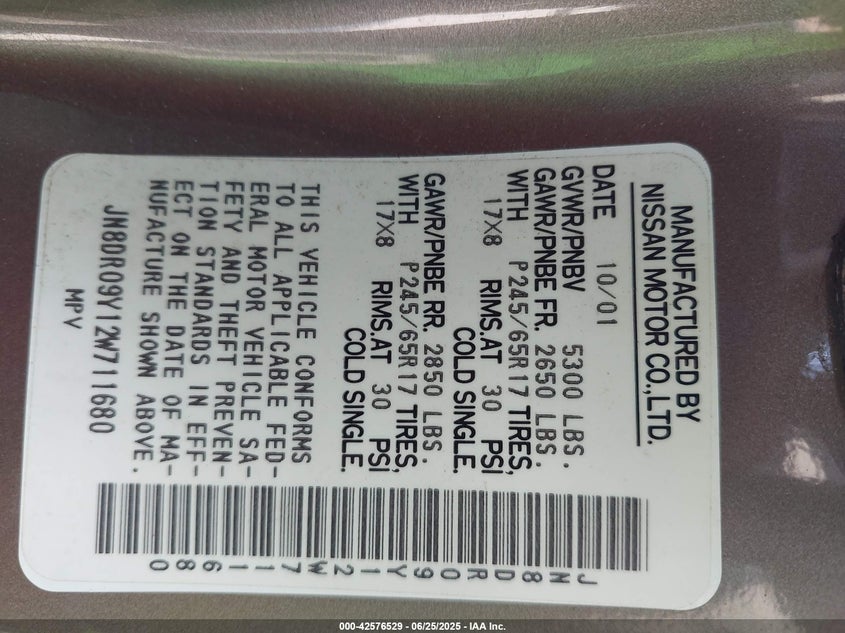 MANUFACTURED BY
NISSAN MOTOR CO.,LTD.
DATE 10/01
GVWR/PNBV 5300 LBS.
GAWR/PNBE FR. 2650 LBS.
WITH P245/65R17 TIRES,
17X8 RIMS.AT 30 PSI
COLD SINGLE.
GAWR/PNBE RR. 2850 LBS.
WITH P245/65R17 TIRES,
17X8 RIMS.AT 30 PSI
COLD SINGLE.
THIS VEHICLE CONFORMS
TO ALL APPLICABLE FED-
ERAL MOTOR VEHICLE SA-
FETY AND THEFT PREVEN-
TION STANDARDS IN EFF-
ECT ON THE DATE OF MA-
NUFACTURE SHOWN ABOVE.
JN8DR09Y12W711680
MPV
JN8DR09Y12W711680
000-42576529 - 06/25/2025 - IAA Inc.